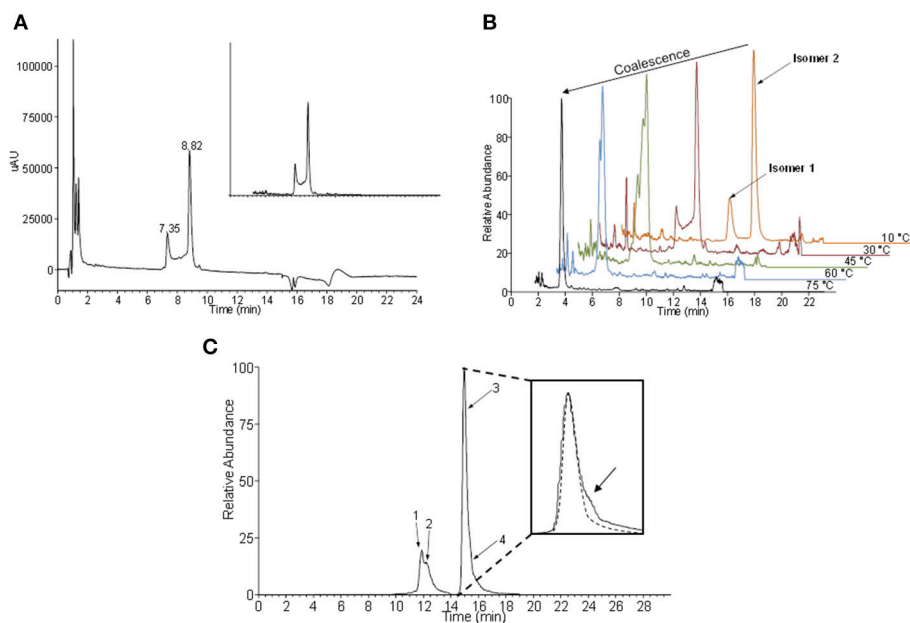 A
100000
75000
50000
25000
0
uAU
7.35
8.82
0 2 4 6 8 10 12 14 16 18 20 22 24
Time (min)
B
Coalescence
Isomer 2
Isomer 1
100
80
60
40
20
0
Relative Abundance
10 °C
30 °C
45 °C
60 °C
75 °C
0 2 4 6 8 10 12 14 16 18 20 22
Time (min)
C
100
75
50
25
0
Relative Abundance
1
2
3
4
0 2 4 6 8 10 12 14 16 18 20 22 24 26 28
Time (min)